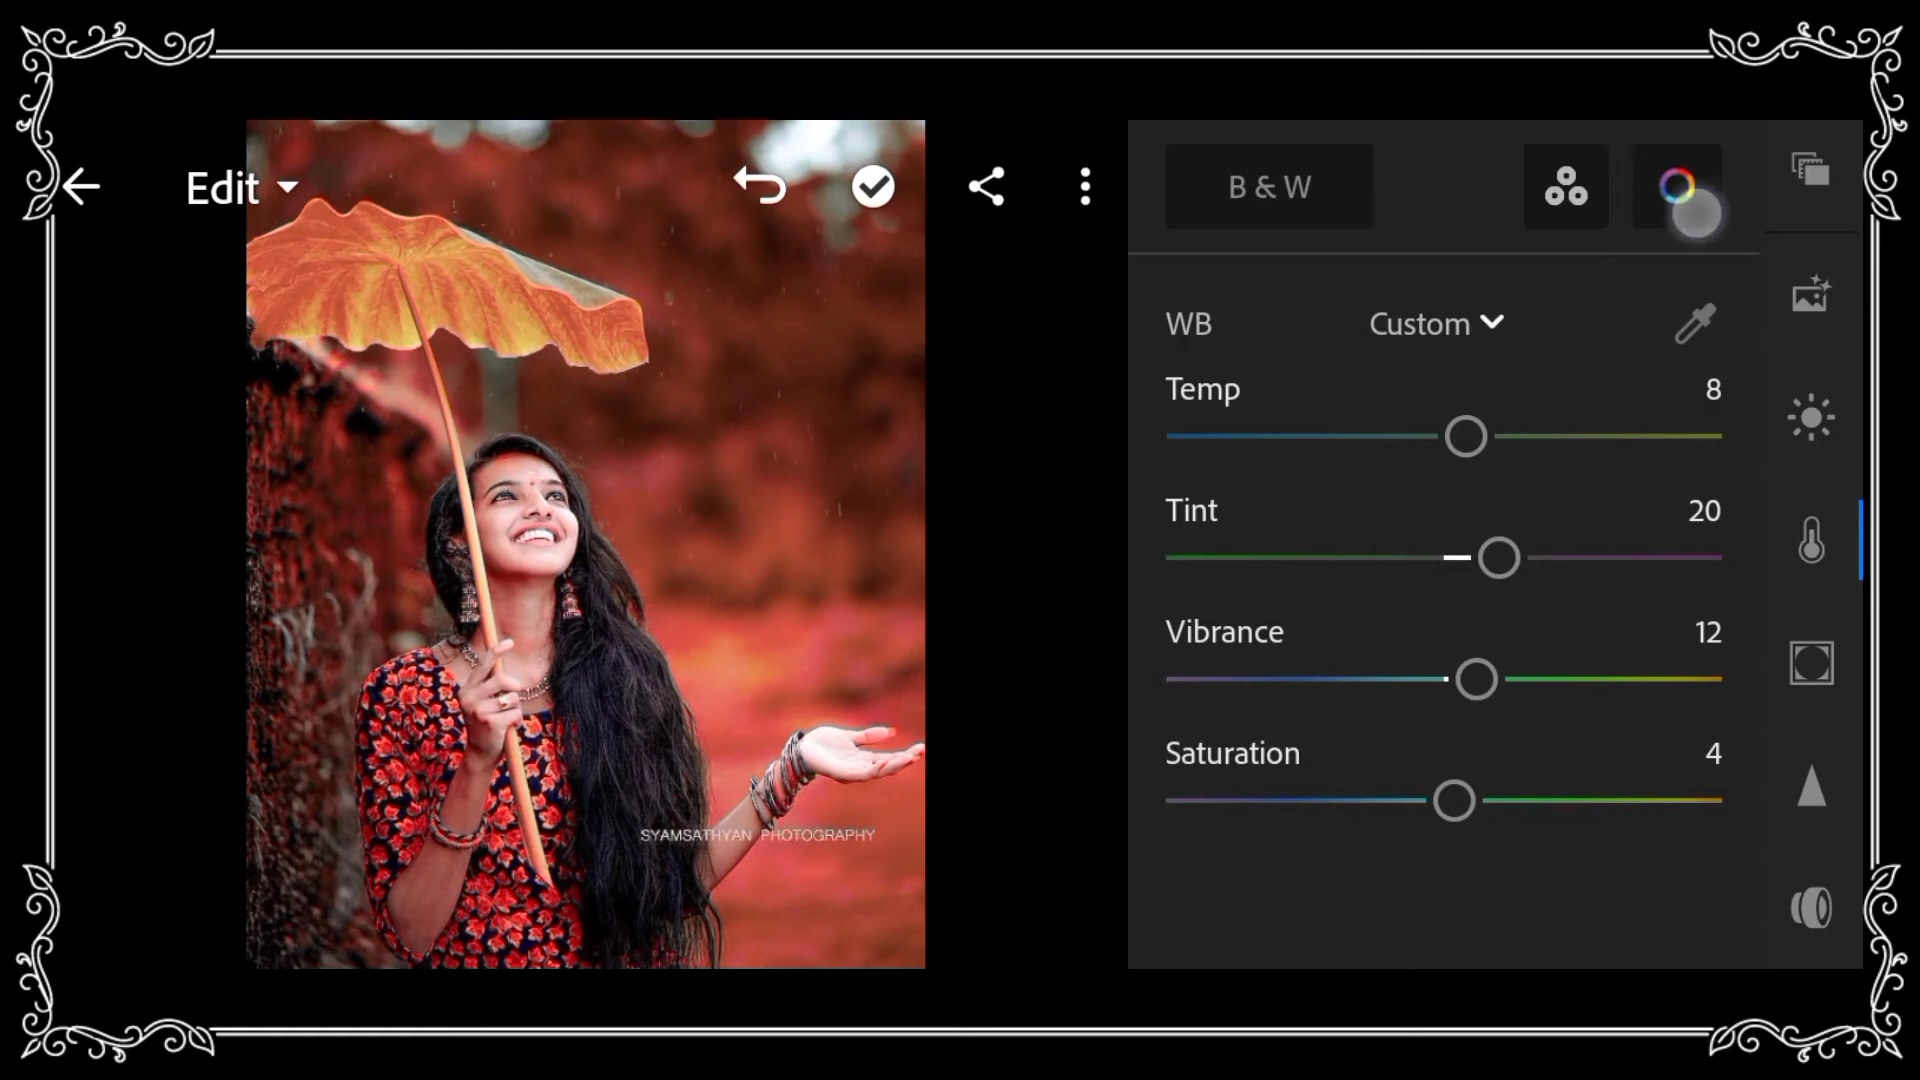 Edit
B & W
WB Custom
Temp 8
Tint 20
Vibrance 12
Saturation 4
SYAMSATHYAN PHOTOGRAPHY